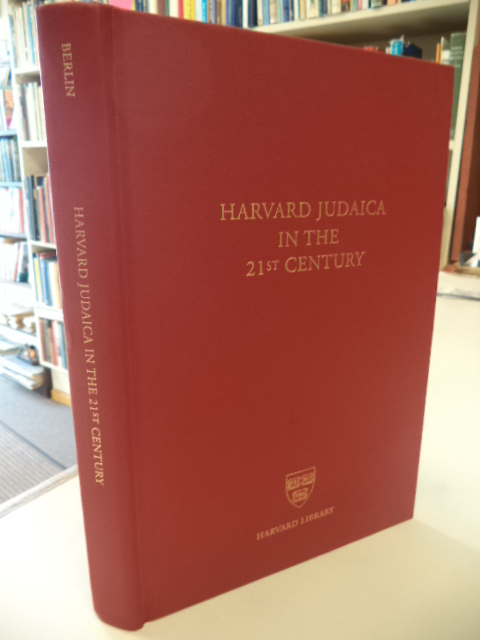 BERLIN
HARVARD JUDAICA IN THE 21ST CENTURY
HARVARD JUDAICA
IN THE
21ST CENTURY
HARVARD LIBRARY